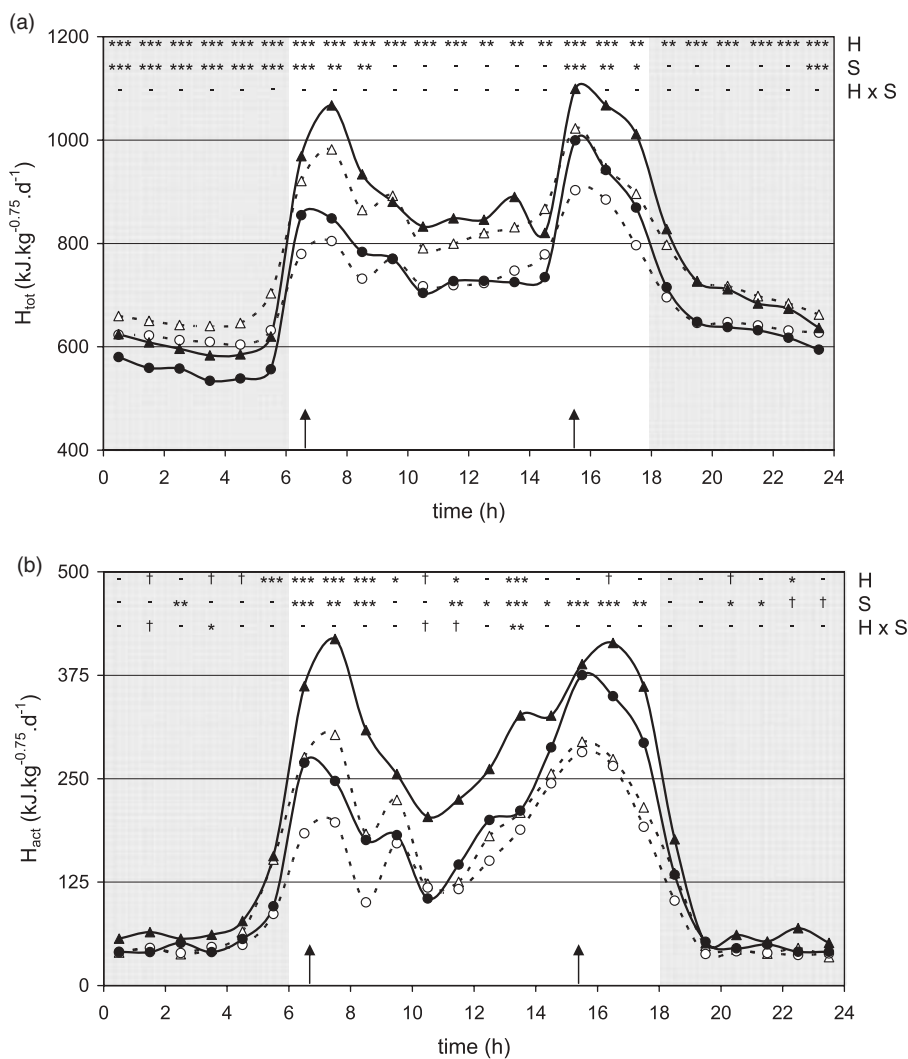 (a)
1200
*** *** *** *** *** *** *** *** *** *** *** *** ** ** ** *** *** ** ** *** *** *** *** *** H
*** *** *** *** *** *** *** ** ** - - - - - - *** ** * - - - - - *** S
- - - - - - - - - - - - - - - - - - - - - - - - H x S
1000
800
600
400
H_tot (kJ.kg^-0.75.d^-1)
0 2 4 6 8 10 12 14 16 18 20 22 24
time (h)
(b)
500
- † - † † *** *** *** *** * † * - *** - - † - - - † - * - H
- - ** - - - *** ** *** - - ** * *** * *** *** ** - - * * † † S
- † - * - - - - - - † † - ** - - - - - - - - - - H x S
375
250
125
0
H_act (kJ.kg^-0.75.d^-1)
0 2 4 6 8 10 12 14 16 18 20 22 24
time (h)